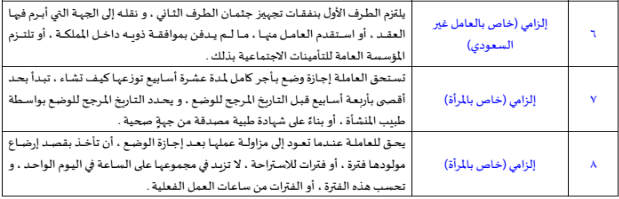 ٦
إلزامي (خاص بالعامل غير
السعودي)
يلتزم الطرف الأول بنفقات تجهيز جثمان الطرف الثاني ، و نقله إلى الجهة التي أبرم فيها
العقد ، أو استقدم العامل منها ، ما لم يدفن بموافقة ذويه داخل المملكة ، أو تلتزم
المؤسسة العامة للتأمينات الاجتماعية بذلك .
٧
إلزامي (خاص بالمرأة)
تستحق العاملة إجازة وضع بأجر كامل لمدة عشرة أسابيع توزعها كيف تشاء ، تبدأ بحد
أقصى بأربعة أسابيع قبل التاريخ المرجح للوضع ، و يحدد التاريخ المرجح للوضع بواسطة
طبيب المنشأة ، أو بناءً على شهادة طبية مصدقة من جهةٍ صحية .
٨
إلزامي (خاص بالمرأة)
يحق للعاملة عندما تعود إلى مزاولة عملها بعد إجازة الوضع ، أن تأخذ بقصد إرضاع
مولودها فترة ، أو فترات للاستراحة ، لا تزيد في مجموعها على الساعة في اليوم الواحد ، و
تحسب هذه الفترة ، أو الفترات من ساعات العمل الفعلية .